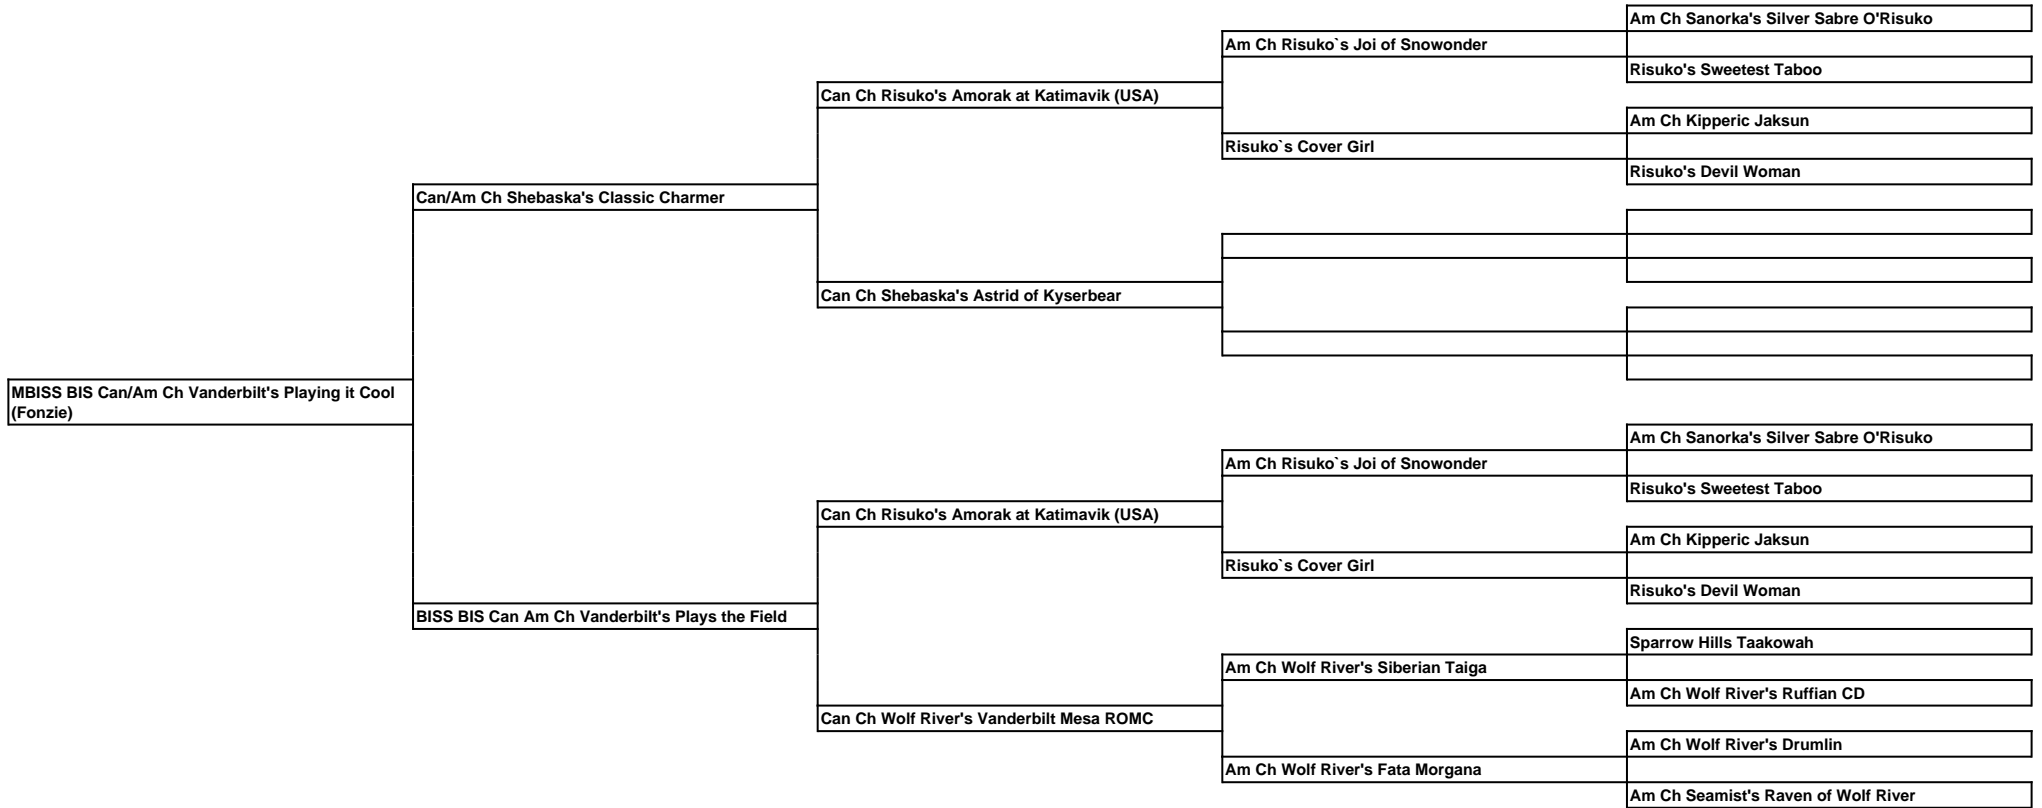 Am Ch Sanorka's Silver Sabre O'Risuko
Am Ch Risuko`s Joi of Snowonder
Risuko's Sweetest Taboo
Can Ch Risuko's Amorak at Katimavik (USA)
Am Ch Kipperic Jaksun
Risuko`s Cover Girl
Risuko's Devil Woman
Can/Am Ch Shebaska's Classic Charmer
Can Ch Shebaska's Astrid of Kyserbear
MBISS BIS Can/Am Ch Vanderbilt's Playing it Cool
(Fonzie)
Am Ch Sanorka's Silver Sabre O'Risuko
Am Ch Risuko`s Joi of Snowonder
Risuko's Sweetest Taboo
Can Ch Risuko's Amorak at Katimavik (USA)
Am Ch Kipperic Jaksun
Risuko`s Cover Girl
Risuko's Devil Woman
BISS BIS Can Am Ch Vanderbilt's Plays the Field
Sparrow Hills Taakowah
Am Ch Wolf River's Siberian Taiga
Am Ch Wolf River's Ruffian CD
Can Ch Wolf River's Vanderbilt Mesa ROMC
Am Ch Wolf River's Drumlin
Am Ch Wolf River's Fata Morgana
Am Ch Seamist's Raven of Wolf River